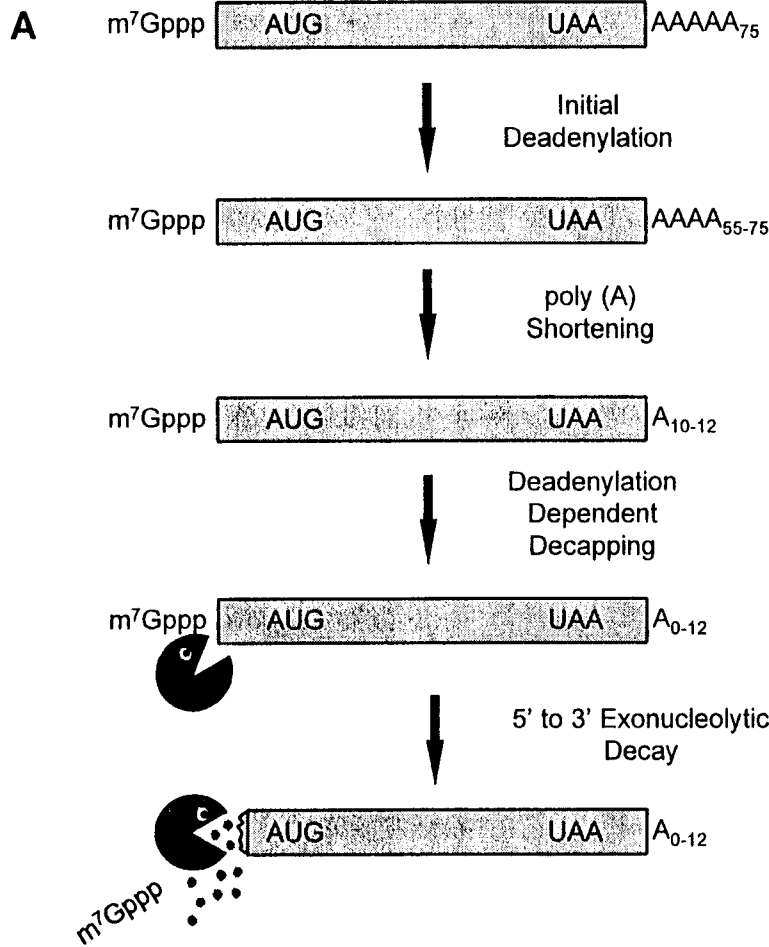 A
m⁷Gppp AUG UAA AAAAA₇₅
Initial
Deadenylation
m⁷Gppp AUG UAA AAAA₅₅₋₇₅
poly (A)
Shortening
m⁷Gppp AUG UAA A₁₀₋₁₂
Deadenylation
Dependent
Decapping
m⁷Gppp AUG UAA A₀₋₁₂
5' to 3' Exonucleolytic
Decay
AUG UAA A₀₋₁₂
m⁷Gppp